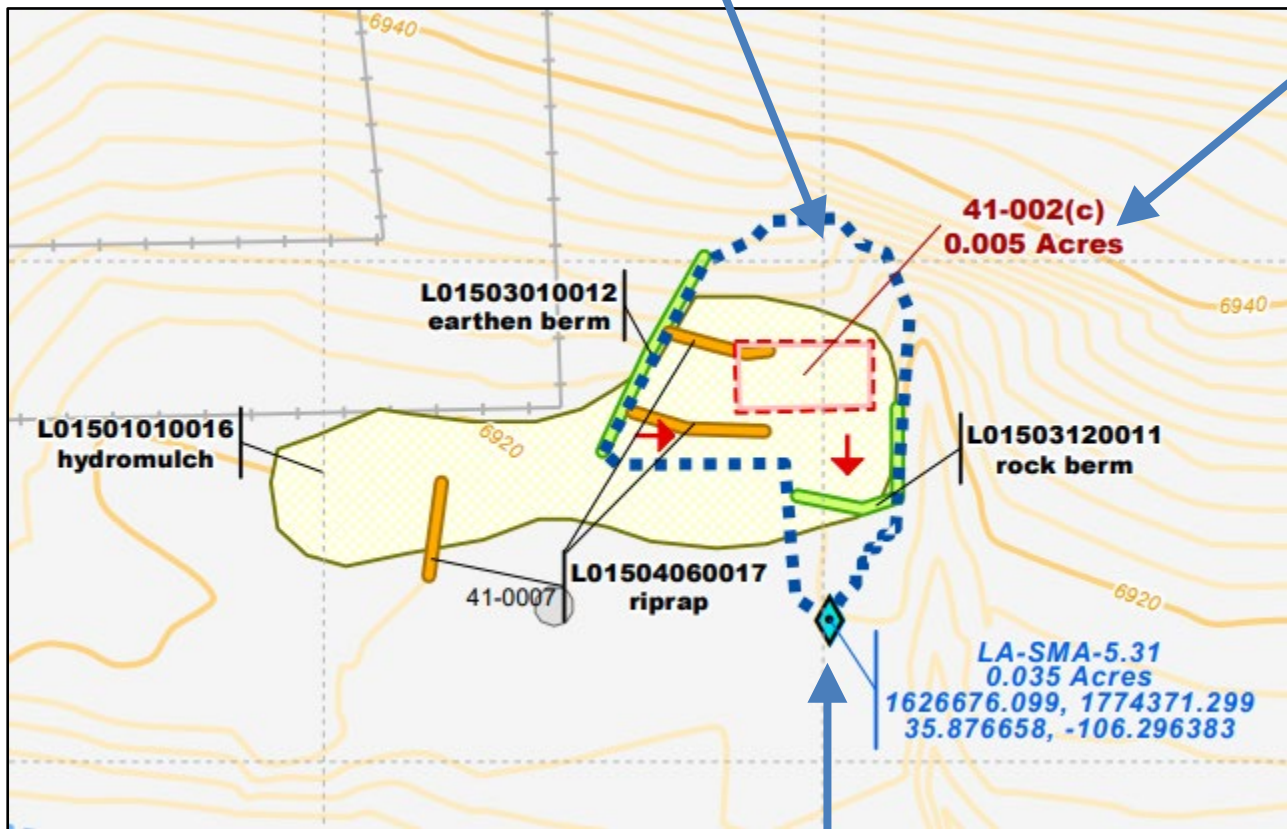 6940
41-002(c)
0.005 Acres
L01503010012
earthen berm
6940
L01501010016
hydromulch
6920
L01503120011
rock berm
L01504060017
riprap
41-0007
6920
LA-SMA-5.31
0.035 Acres
1626676.099, 1774371.299
35.876658, -106.296383